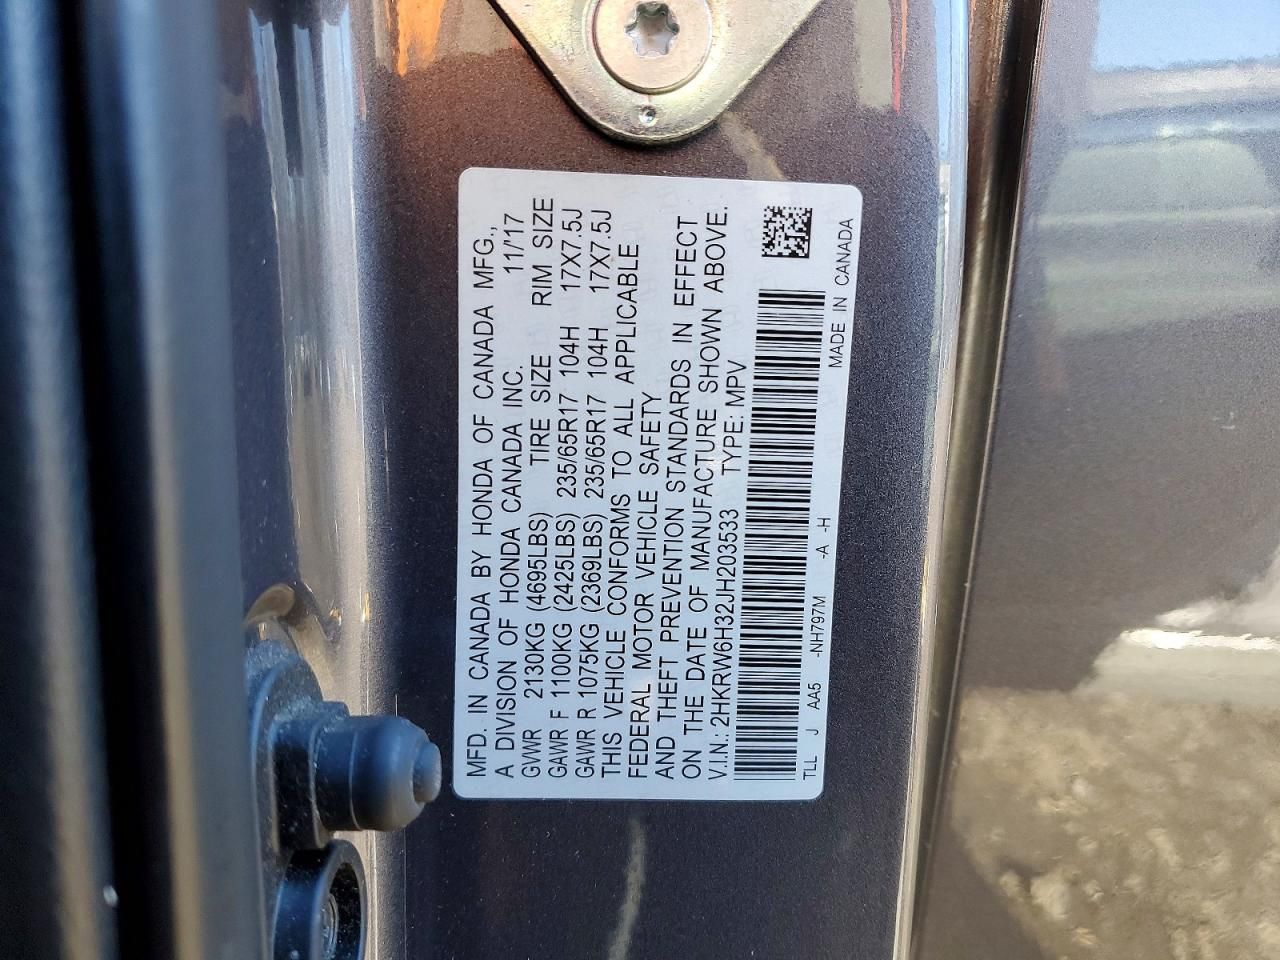 MFD. IN CANADA BY HONDA OF CANADA MFG.,
A DIVISION OF HONDA CANADA INC. 11/'17
GVWR 2130KG (4695LBS) TIRE SIZE RIM SIZE
GAWR F 1100KG (2425LBS) 235/65R17 104H 17X7.5J
GAWR R 1075KG (2369LBS) 235/65R17 104H 17X7.5J
THIS VEHICLE CONFORMS TO ALL APPLICABLE
FEDERAL MOTOR VEHICLE SAFETY
AND THEFT PREVENTION STANDARDS IN EFFECT
ON THE DATE OF MANUFACTURE SHOWN ABOVE.
V.I.N.: 2HKRW6H32JH203533 TYPE: MPV
TLL J AA5 -NH797M -A -H MADE IN CANADA